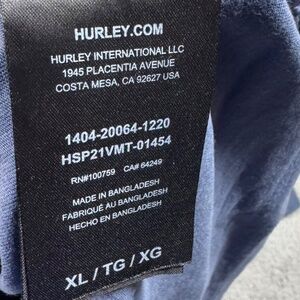 HURLEY.COM
HURLEY INTERNATIONAL LLC
1945 PLACENTIA AVENUE
COSTA MESA, CA 92627 USA
1404-20064-1220
HSP21VMT-01454
RN#100759 CA# 64249
MADE IN BANGLADESH
FABRIQUÉ AU BANGLADESH
HECHO EN BANGLADESH
XL / TG / XG